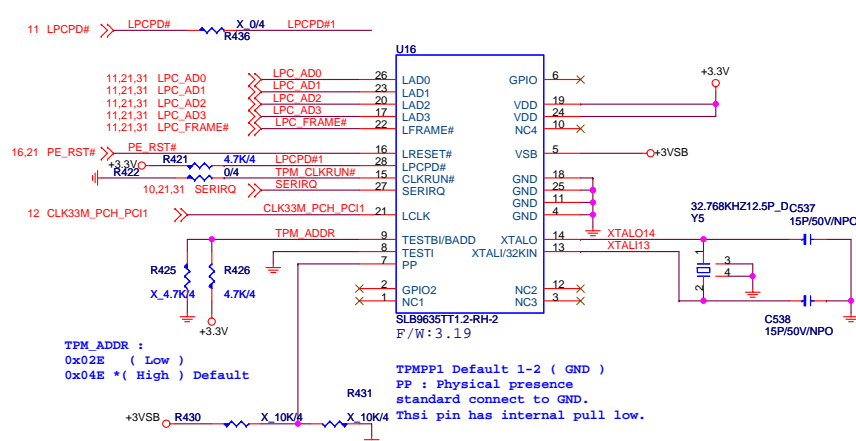 11 LPCPD# LPCPD# X_0/4 LPCPD#1
R436
U16
11,21,31 LPC_AD0 LPC_AD0 26 LAD0 GPIO 6
11,21,31 LPC_AD1 LPC_AD1 23 LAD1
11,21,31 LPC_AD2 LPC_AD2 20 LAD2 VDD 19
11,21,31 LPC_AD3 LPC_AD3 17 LAD3 VDD 24
11,21,31 LPC_FRAME# LPC_FRAME# 22 LFRAME# NC4 10
+3.3V
16,21 PE_RST# PE_RST# 16 LRESET# VSB 5 +3VSB
+3.3V R421 4.7K/4 LPCPD#1 28 LPCPD#
R422 0/4 TPM_CLKRUN# 15 CLKRUN# GND 18
10,21,31 SERIRQ SERIRQ 27 SERIRQ GND 25
GND 11
12 CLK33M_PCH_PCI1 CLK33M_PCH_PCI1 21 LCLK GND 4
32.768KHZ12.5P_D
Y5
C537
15P/50V/NPO
TPM_ADDR 9 TESTBI/BADD XTALO 14 XTALO14
8 TESTI XTALI/32KIN 13 XTALI13
7 PP
1 3
4
2
R425 R426
X_4.7K/4 4.7K/4
+3.3V
2 GPIO2 NC2 12
1 NC1 NC3 3
SLB9635TT1.2-RH-2
F/W:3.19
C538
15P/50V/NPO
TPM_ADDR :
0x02E ( Low )
0x04E *( High ) Default
TPMPP1 Default 1-2 ( GND )
PP : Physical presence
standard connect to GND.
Thsi pin has internal pull low.
+3VSB R430 X_10K/4 R431 X_10K/4